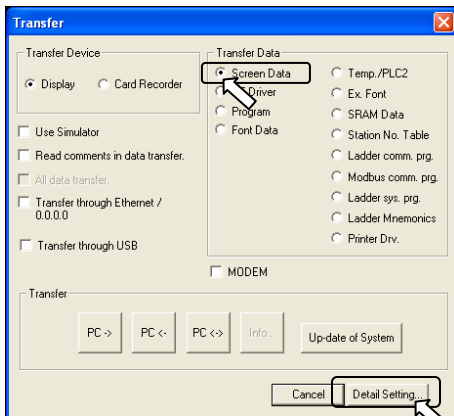 Transfer
Transfer Device
Display
Card Recorder
Use Simulator
Read comments in data transfer.
All data transfer.
Transfer through Ethernet /
0.0.0.0
Transfer through USB
Transfer Data
Screen Data
Driver
Program
Font Data
Temp./PLC2
Ex. Font
SRAM Data
Station No. Table
Ladder comm. prg.
Modbus comm. prg.
Ladder sys. prg.
Ladder Mnemonics
Printer Drv.
MODEM
Transfer
PC ->
PC <-
PC <->
Info...
Up-date of System
Cancel
Detail Setting...